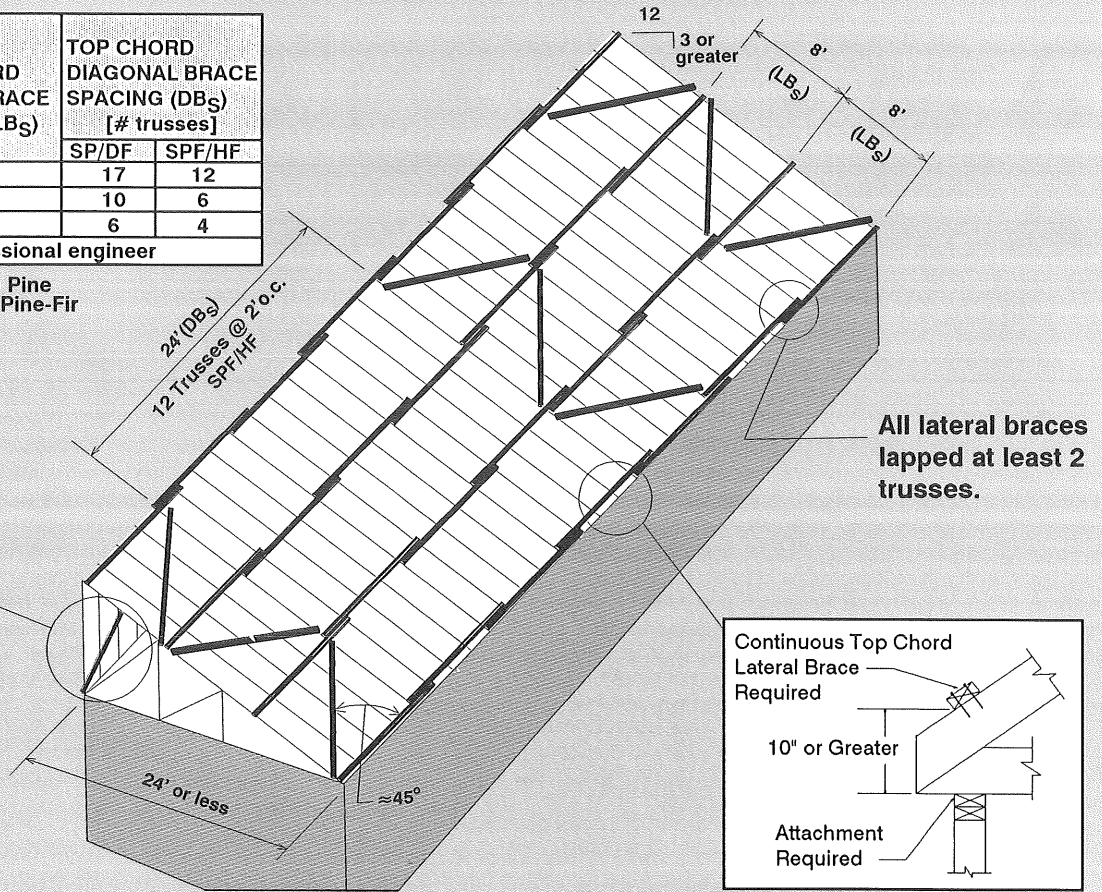 RD
RACE
LBS)
TOP CHORD
DIAGONAL BRACE
SPACING (DBS)
[# trusses]
SP/DF SPF/HF
17 12
10 6
6 4
ssional engineer
Pine
Pine-Fir
12
3 or
greater
8'
(LBS)
8'
(LBS)
24' (DBS)
12 Trusses @ 2' o.c.
SPF/HF
All lateral braces
lapped at least 2
trusses.
24' or less
≈45°
Continuous Top Chord
Lateral Brace
Required
10" or Greater
Attachment
Required